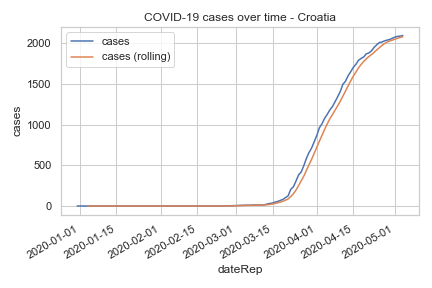 COVID-19 cases over time - Croatia
cases
cases (rolling)
cases
2000
1500
1000
500
0
2020-01-01
2020-01-15
2020-02-01
2020-02-15
2020-03-01
2020-03-15
2020-04-01
2020-04-15
2020-05-01
dateRep